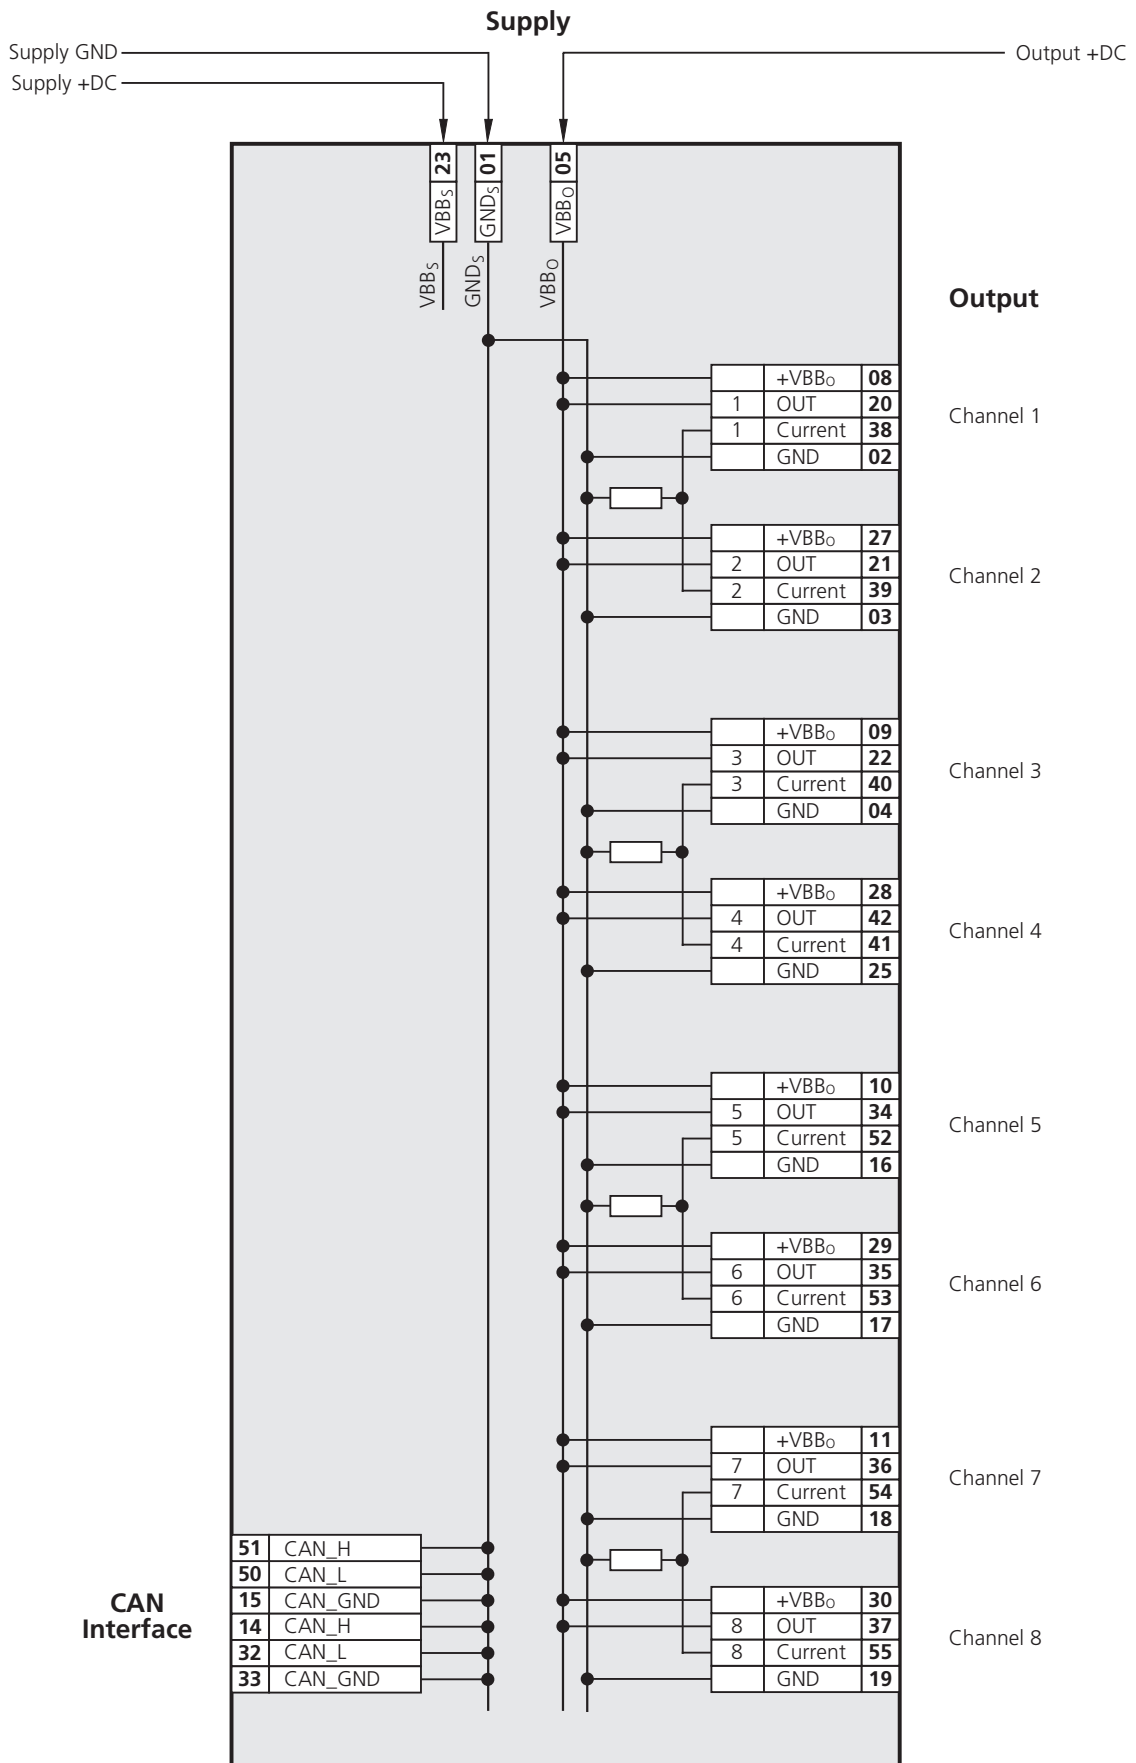 Supply
Supply GND
Output +DC
Supply +DC
VBBS 23
GNDS 01
VBBO 05
VBBS
GNDS
VBBO
Output
+VBBO 08
1 OUT 20
1 Current 38
GND 02
Channel 1
+VBBO 27
2 OUT 21
2 Current 39
GND 03
Channel 2
+VBBO 09
3 OUT 22
3 Current 40
GND 04
Channel 3
+VBBO 28
4 OUT 42
4 Current 41
GND 25
Channel 4
+VBBO 10
5 OUT 34
5 Current 52
GND 16
Channel 5
+VBBO 29
6 OUT 35
6 Current 53
GND 17
Channel 6
+VBBO 11
7 OUT 36
7 Current 54
GND 18
Channel 7
CAN
Interface
51 CAN_H
50 CAN_L
15 CAN_GND
14 CAN_H
32 CAN_L
33 CAN_GND
+VBBO 30
8 OUT 37
8 Current 55
GND 19
Channel 8